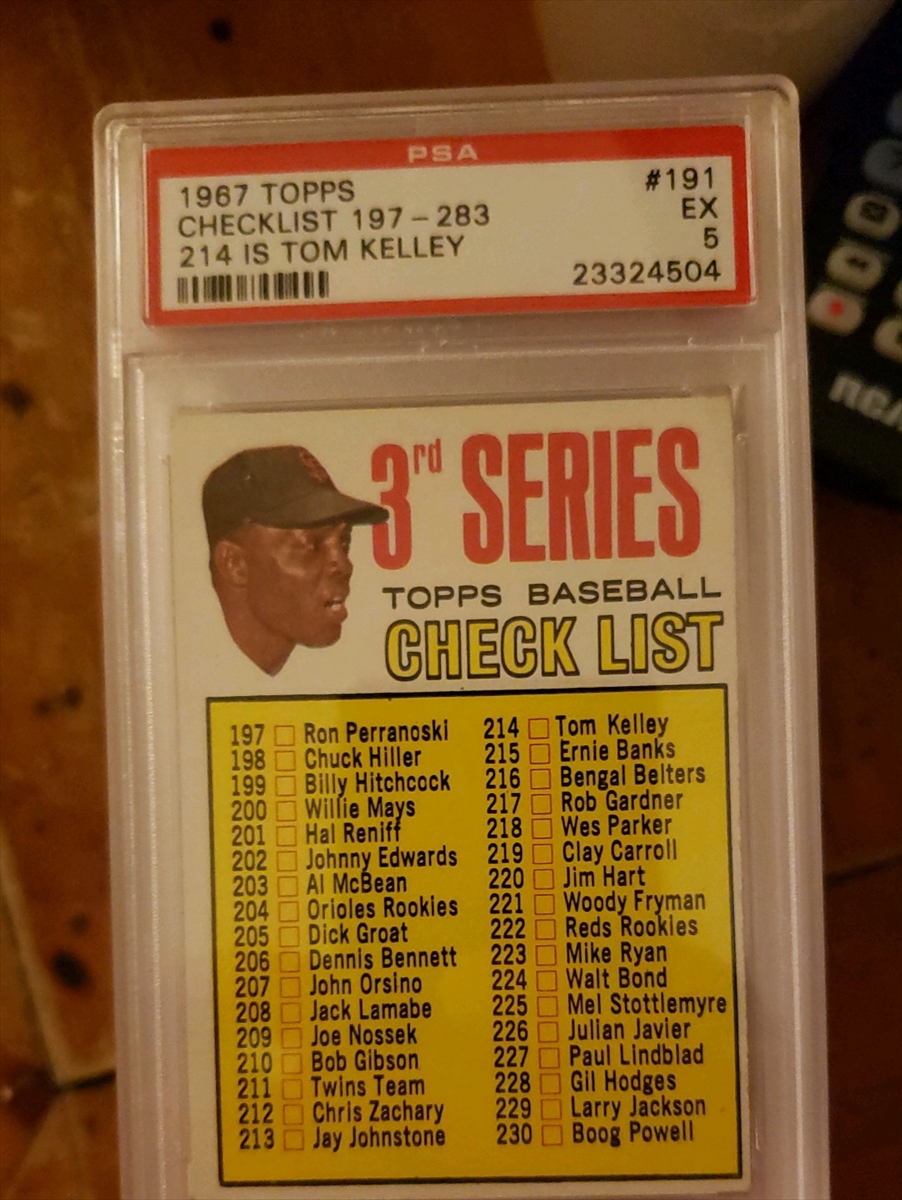 PSA
1967 TOPPS #191
CHECKLIST 197-283 EX
214 IS TOM KELLEY 5
23324504
3rd SERIES
TOPPS BASEBALL
CHECK LIST
197 Ron Perranoski
198 Chuck Hiller
199 Billy Hitchcock
200 Willie Mays
201 Hal Reniff
202 Johnny Edwards
203 Al McBean
204 Orioles Rookies
205 Dick Groat
206 Dennis Bennett
207 John Orsino
208 Jack Lamabe
209 Joe Nossek
210 Bob Gibson
211 Twins Team
212 Chris Zachary
213 Jay Johnstone
214 Tom Kelley
215 Ernie Banks
216 Bengal Belters
217 Rob Gardner
218 Wes Parker
219 Clay Carroll
220 Jim Hart
221 Woody Fryman
222 Reds Rookies
223 Mike Ryan
224 Walt Bond
225 Mel Stottlemyre
226 Julian Javier
227 Paul Lindblad
228 Gil Hodges
229 Larry Jackson
230 Boog Powell
RCA